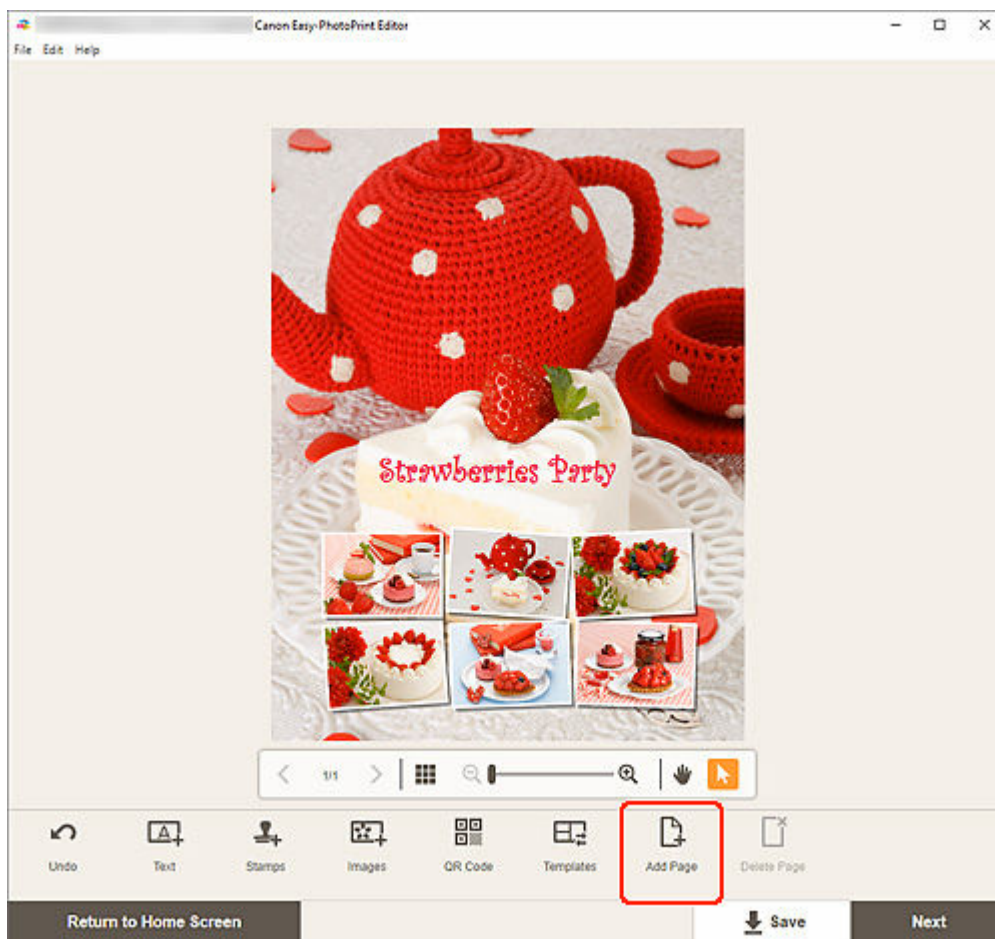 Canon Easy-PhotoPrint Editor
File Edit Help
Strawberries Party
1/1
Undo Text Stamps Images QR Code Templates Add Page Delete Page
Return to Home Screen Save Next